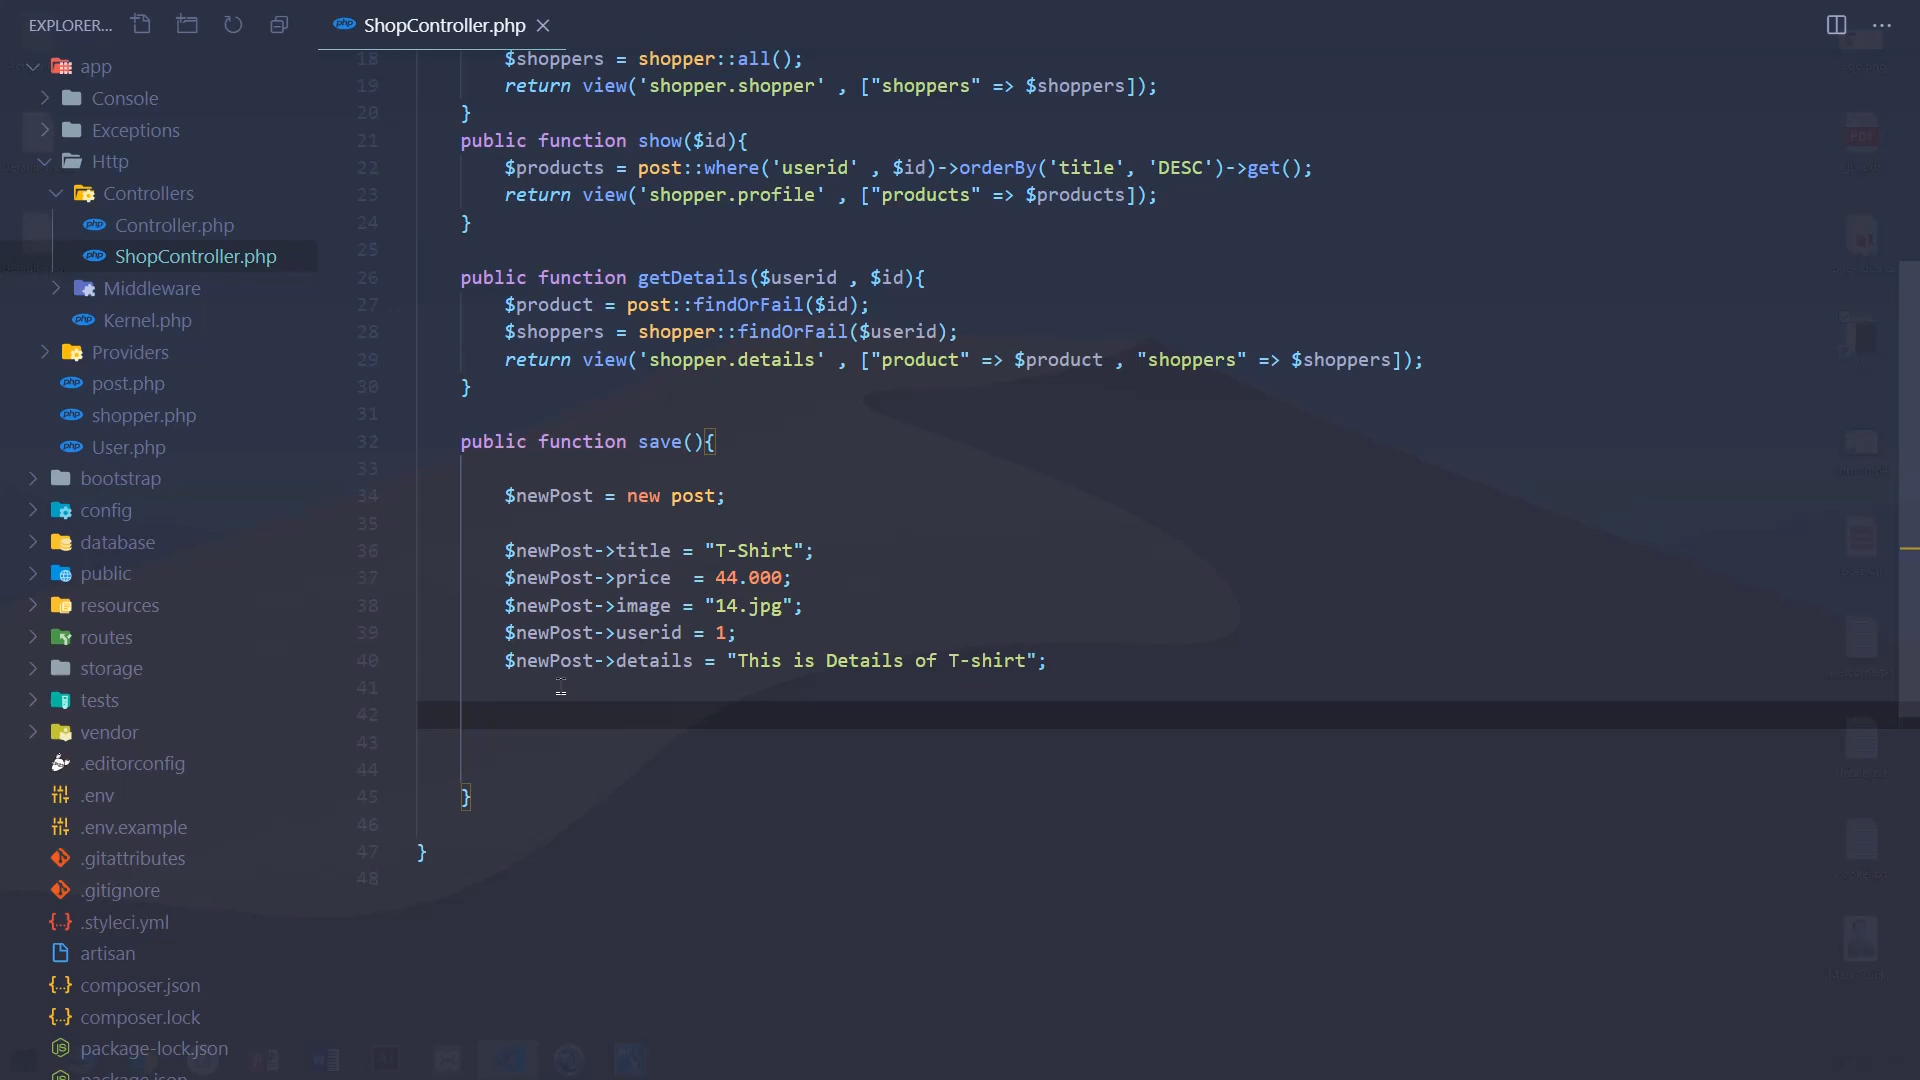 EXPLORER...
ShopController.php
app
Console
Exceptions
Http
Controllers
Controller.php
ShopController.php
Middleware
Kernel.php
Providers
post.php
shopper.php
User.php
bootstrap
config
database
public
resources
routes
storage
tests
vendor
.editorconfig
.env
.env.example
.gitattributes
.gitignore
.styleci.yml
artisan
composer.json
composer.lock
package-lock.json
package.json
18 $shoppers = shopper::all();
19 return view('shopper.shopper' , ["shoppers" => $shoppers]);
20 }
21 public function show($id){
22 $products = post::where('userid' , $id)->orderBy('title', 'DESC')->get();
23 return view('shopper.profile' , ["products" => $products]);
24 }
25
26 public function getDetails($userid , $id){
27 $product = post::findOrFail($id);
28 $shoppers = shopper::findOrFail($userid);
29 return view('shopper.details' , ["product" => $product , "shoppers" => $shoppers]);
30 }
31
32 public function save(){
33
34 $newPost = new post;
35
36 $newPost->title = "T-Shirt";
37 $newPost->price  = 44.000;
38 $newPost->image = "14.jpg";
39 $newPost->userid = 1;
40 $newPost->details = "This is Details of T-shirt";
41
42
43
44
45 }
46
47 }
48